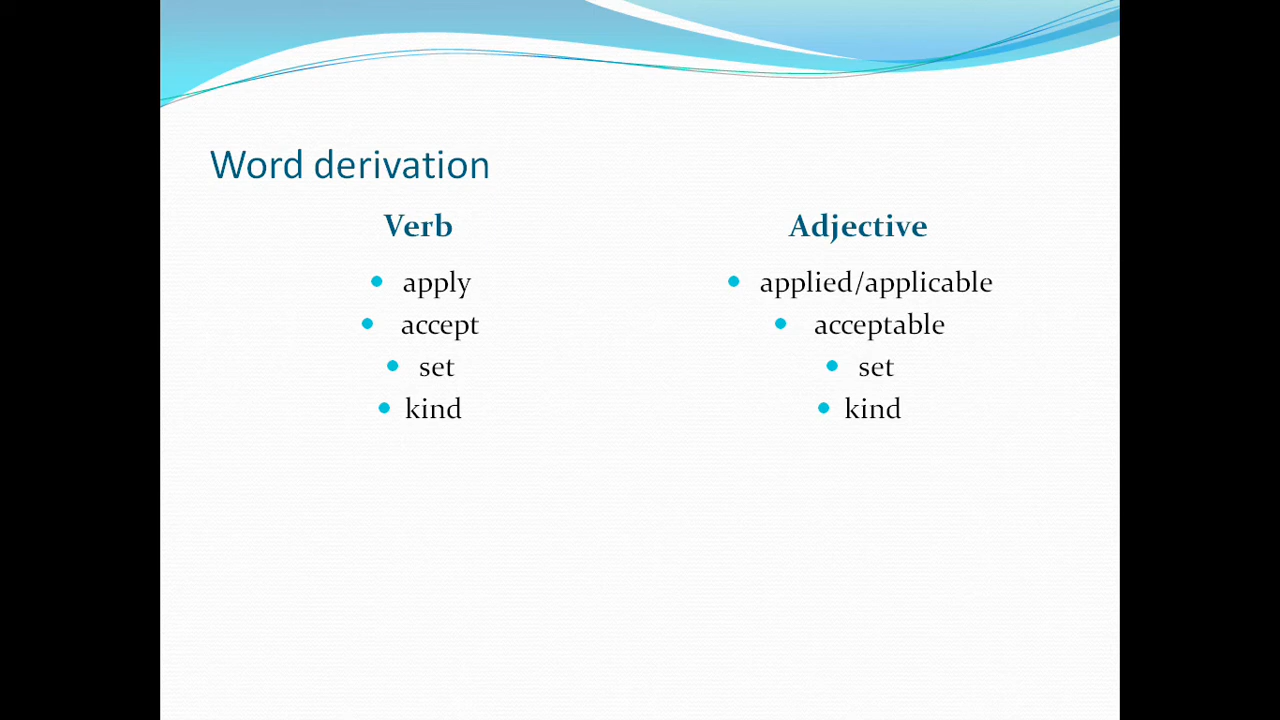 Word derivation
Verb Adjective
apply applied/applicable
accept acceptable
set set
kind kind